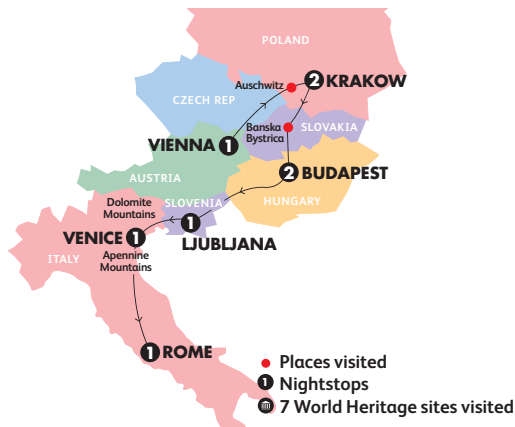 POLAND
Auschwitz
2 KRAKOW
CZECH REP
Banska
Bystrica
SLOVAKIA
VIENNA 1
2 BUDAPEST
AUSTRIA
HUNGARY
SLOVENIA
Dolomite
Mountains
1
LJUBLJANA
VENICE 1
Apennine
Mountains
ITALY
1 ROME
Places visited
1 Nightstops
7 World Heritage sites visited